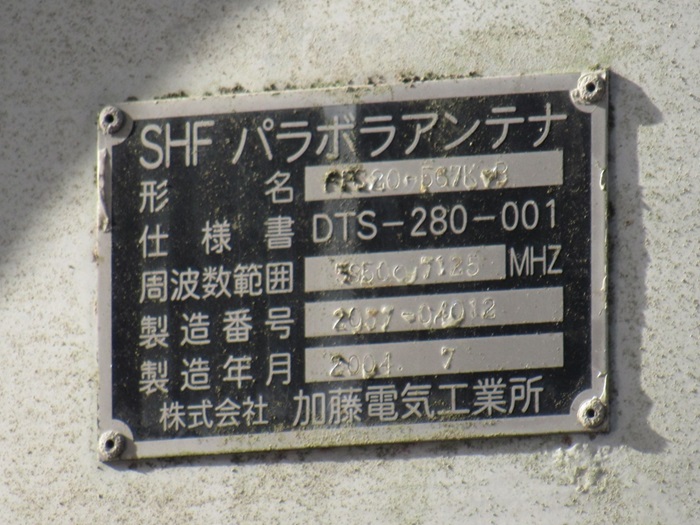 SHF パラボラアンテナ
形名
仕様書 DTS-280-001
周波数範囲 MHZ
製造番号
製造年月 2004. 7
株式会社 加藤電気工業所